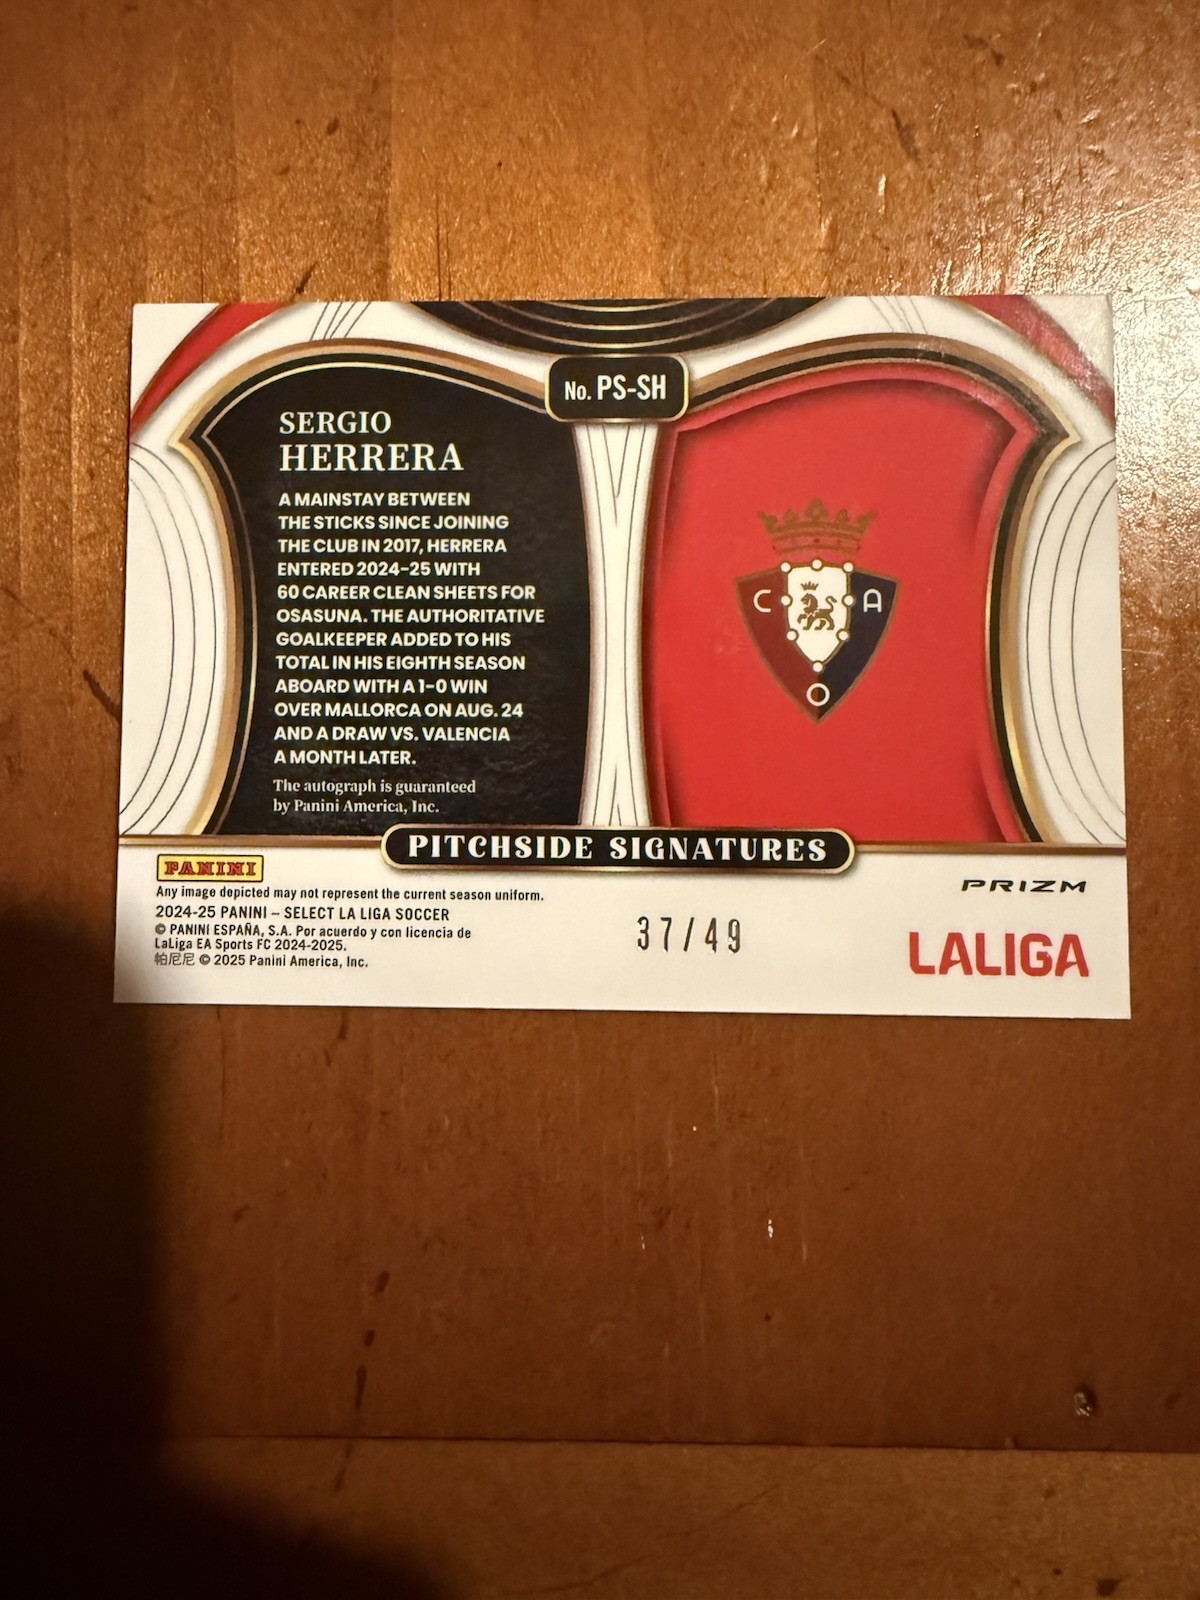 No. PS-SH
SERGIO
HERRERA
A MAINSTAY BETWEEN
THE STICKS SINCE JOINING
THE CLUB IN 2017, HERRERA
ENTERED 2024-25 WITH
60 CAREER CLEAN SHEETS FOR
OSASUNA. THE AUTHORITATIVE
GOALKEEPER ADDED TO HIS
TOTAL IN HIS EIGHTH SEASON
ABOARD WITH A 1-0 WIN
OVER MALLORCA ON AUG. 24
AND A DRAW VS. VALENCIA
A MONTH LATER.
The autograph is guaranteed
by Panini America, Inc.
C A
O
PITCHSIDE SIGNATURES
PANINI
Any image depicted may not represent the current season uniform.
2024-25 PANINI – SELECT LA LIGA SOCCER
© PANINI ESPAÑA, S.A. Por acuerdo y con licencia de
LaLiga EA Sports FC 2024-2025.
帕尼尼 © 2025 Panini America, Inc.
37/49
PRIZM
LALIGA